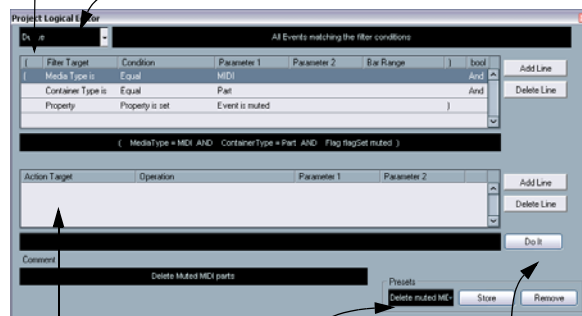 Project Logical Editor
All Events matching the filter conditions
( Filter Target Condition Parameter 1 Parameter 2 Bar Range ) bool
( Media Type is Equal MIDI And
Container Type is Equal Part And
Property Property is set Event is muted )
Add Line
Delete Line
( MediaType = MIDI AND ContainerType = Part AND Flag flagSet muted )
Action Target Operation Parameter 1 Parameter 2
Add Line
Delete Line
Do It
Comment
Delete Muted MIDI parts
Presets
Delete muted
Store
Remove